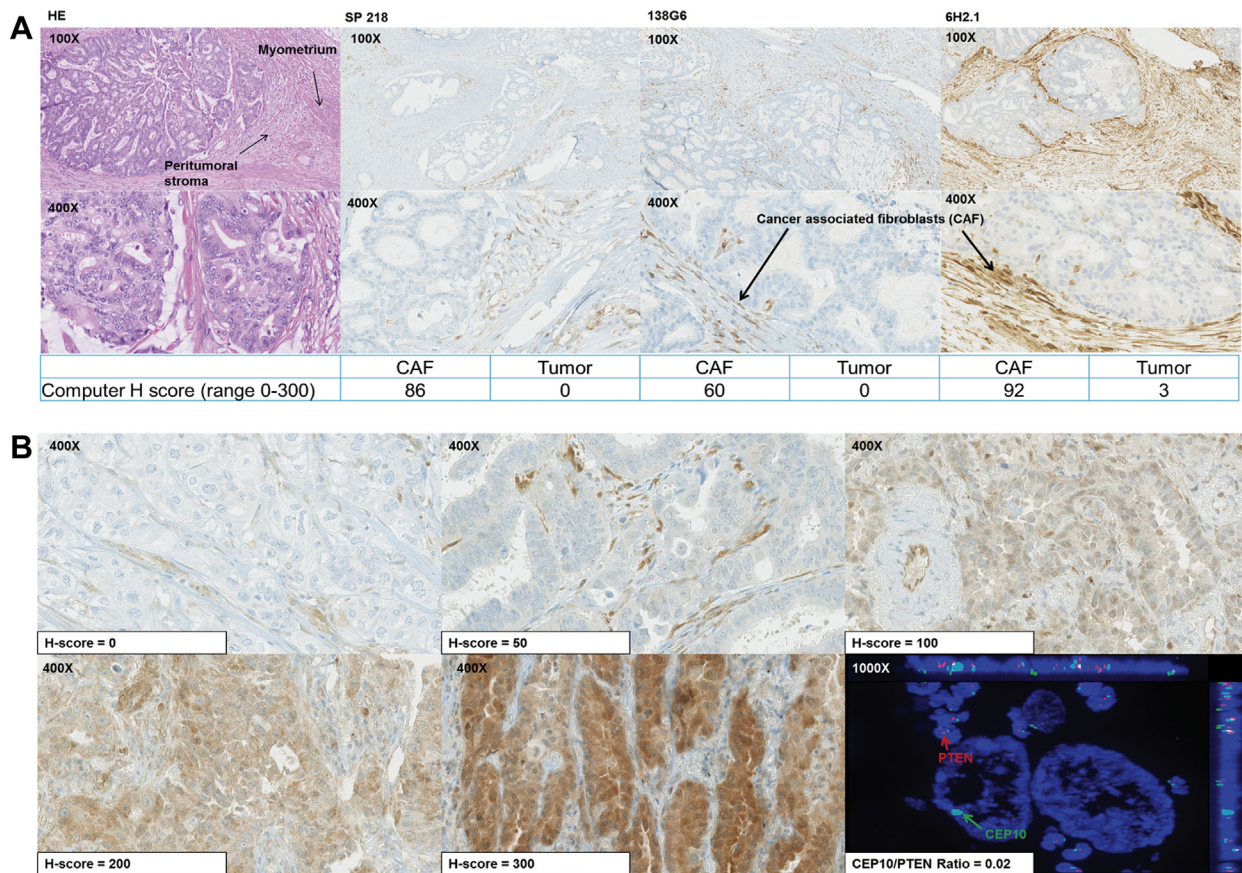 A
HE
SP 218
138G6
6H2.1
100X
Myometrium
Peritumoral
stroma
100X
100X
100X
400X
400X
400X
400X
Cancer associated fibroblasts (CAF)
CAF Tumor CAF Tumor CAF Tumor
Computer H score (range 0-300) 86 0 60 0 92 3
B
400X
H-score = 0
400X
H-score = 50
400X
H-score = 100
400X
H-score = 200
400X
H-score = 300
1000X
PTEN
CEP10
CEP10/PTEN Ratio = 0.02